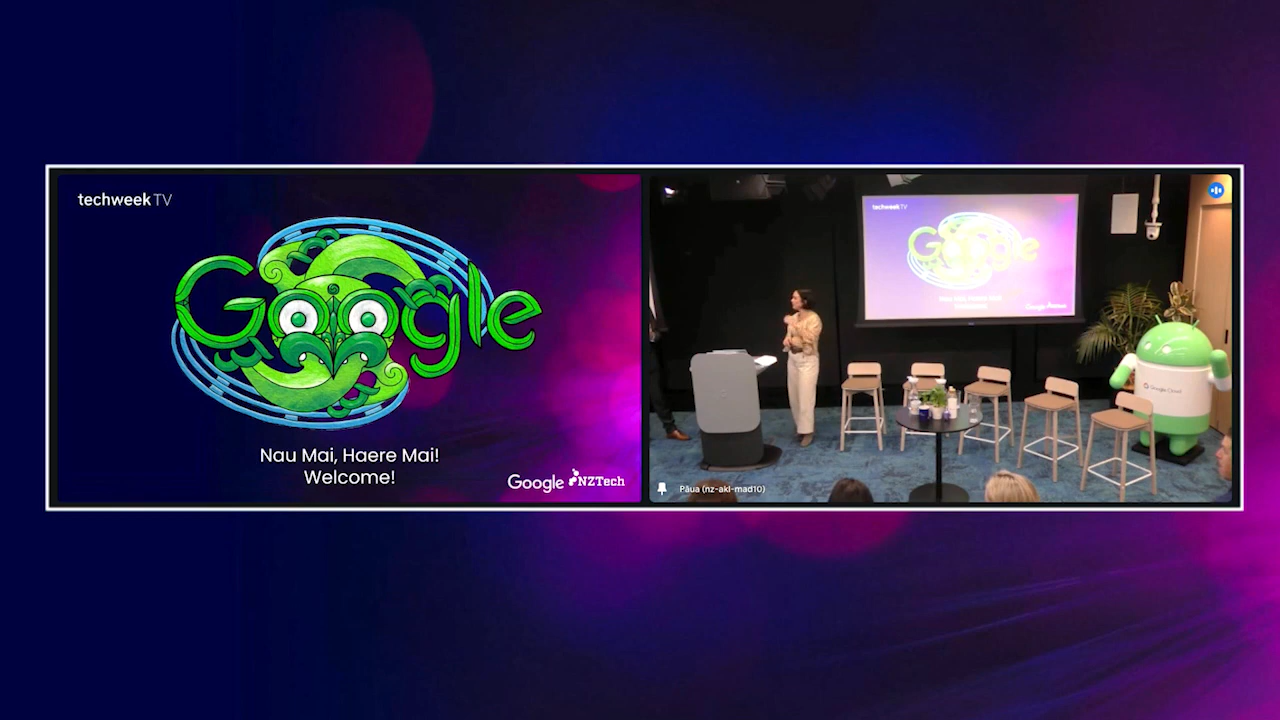 techweek TV
Google
Nau Mai, Haere Mai!
Welcome!
Google NZTech
techweek TV
Google
Google Cloud
Pāua (nz-akl-mad10)